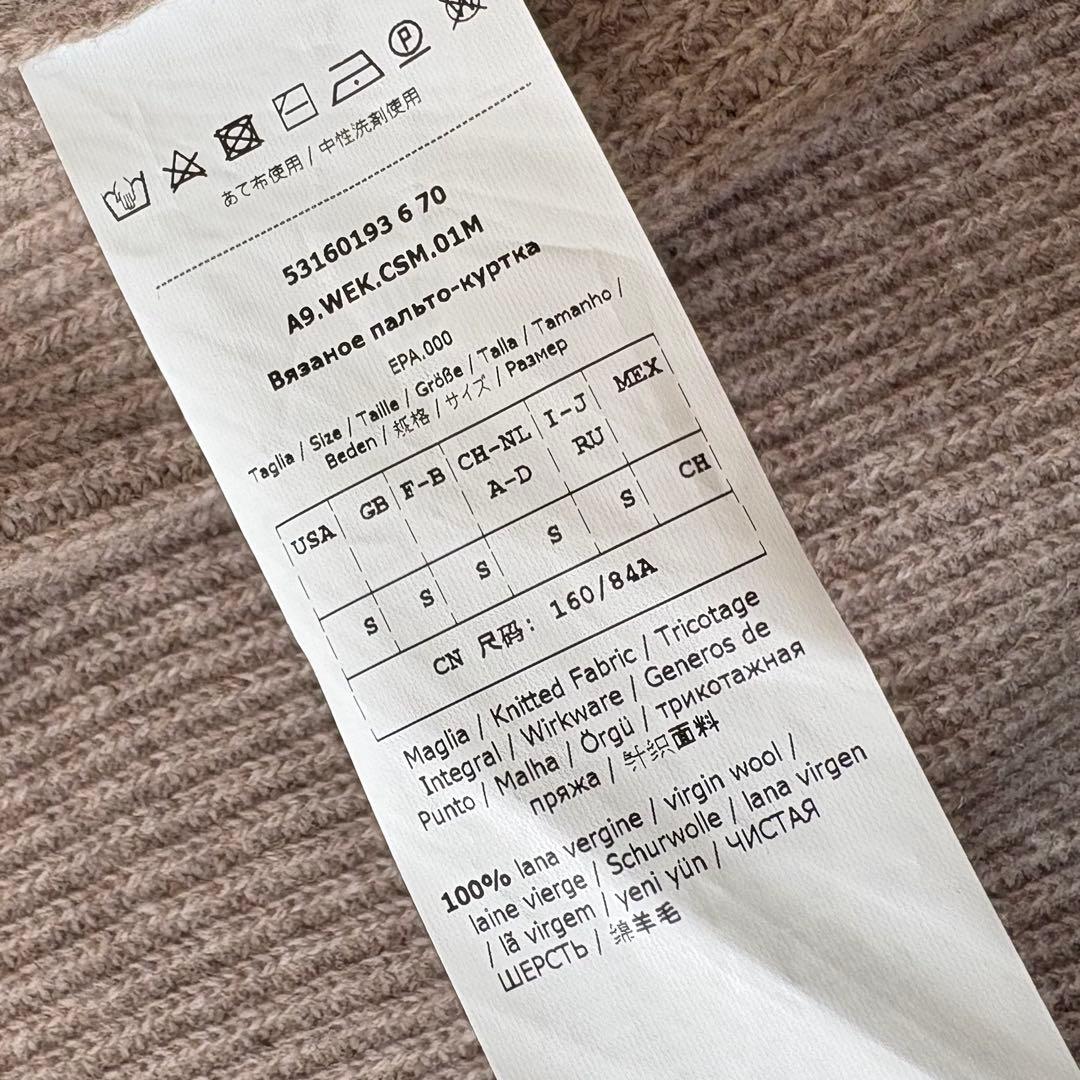 あて布使用 / 中性洗剤使用
53160193 6 70
A9.WEK.CSM.01M
Вязаное пальто-куртка
EPA.000
Taglia / Size / Taille / Größe / Talla / Tamanho /
Beden / 规格 / サイズ / Размер
USA GB F-B CH-NL A-D I-J RU MEX
S S S S S CH
CN 尺码: 160/84A
Maglia / Knitted Fabric / Tricotage
Integral / Wirkware / Generos de
Punto / Malha / Örgü / трикотажная
пряжа / 针织面料
100% lana vergine / virgin wool /
laine vierge / Schurwolle / lana virgen
/ lã virgem / yeni yün / ЧИСТАЯ
ШЕРСТЬ / 绵羊毛